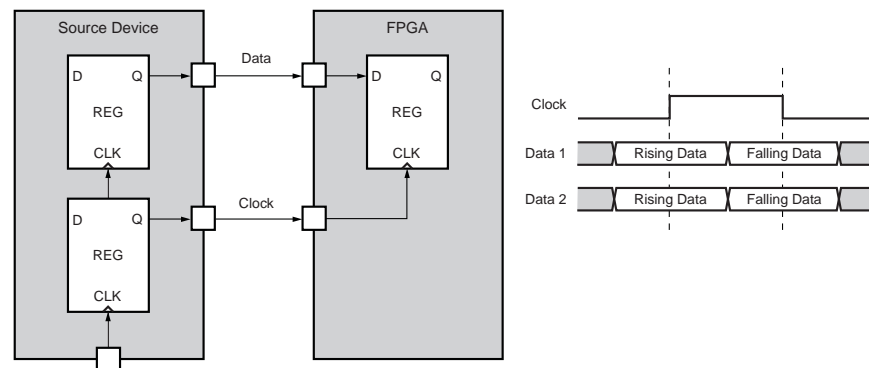 Source Device
FPGA
Data
D Q
REG
CLK
D Q
REG
CLK
Clock
D Q
REG
CLK
Clock
Data 1 Rising Data Falling Data
Data 2 Rising Data Falling Data